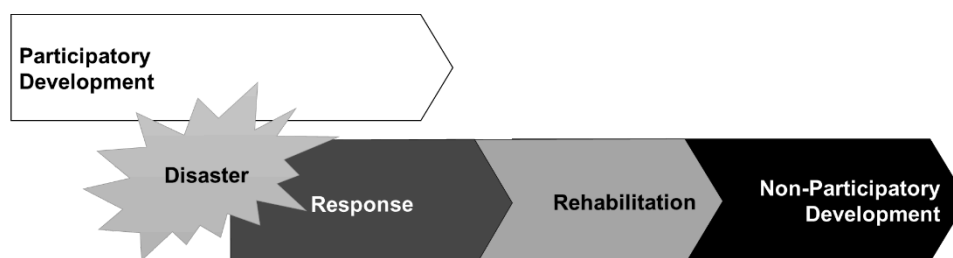 Participatory
Development
Disaster
Response
Rehabilitation
Non-Participatory
Development